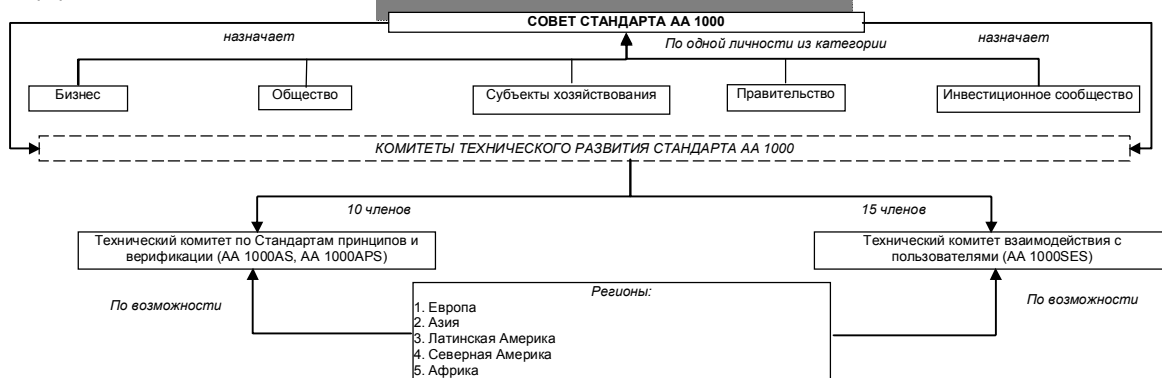 СОВЕТ СТАНДАРТА АА 1000
назначает
По одной личности из категории
назначает
Бизнес
Общество
Субъекты хозяйствования
Правительство
Инвестиционное сообщество
КОМИТЕТЫ ТЕХНИЧЕСКОГО РАЗВИТИЯ СТАНДАРТА АА 1000
10 членов
15 членов
Технический комитет по Стандартам принципов и
верификации (АА 1000AS, АА 1000APS)
Технический комитет взаимодействия с
пользователями (АА 1000SES)
По возможности
Регионы:
1. Европа
2. Азия
3. Латинская Америка
4. Северная Америка
5. Африка
По возможности